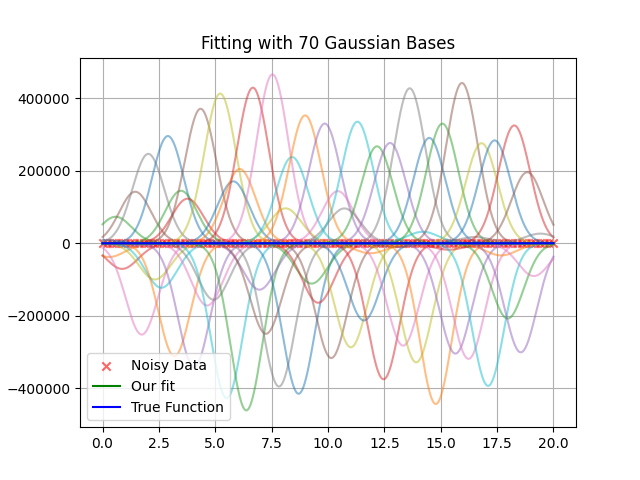 Fitting with 70 Gaussian Bases
400000
200000
0
−200000
−400000
Noisy Data
Our fit
True Function
0.0 2.5 5.0 7.5 10.0 12.5 15.0 17.5 20.0